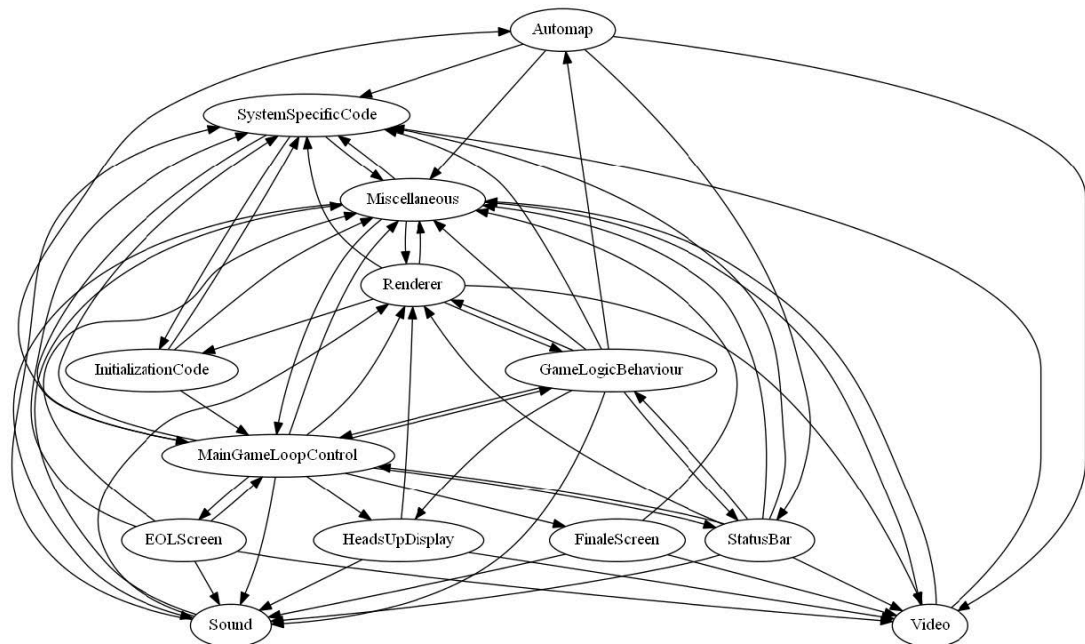 Automap
SystemSpecificCode
Miscellaneous
Renderer
InitializationCode
GameLogicBehaviour
MainGameLoopControl
EOLScreen
HeadsUpDisplay
FinaleScreen
StatusBar
Sound
Video